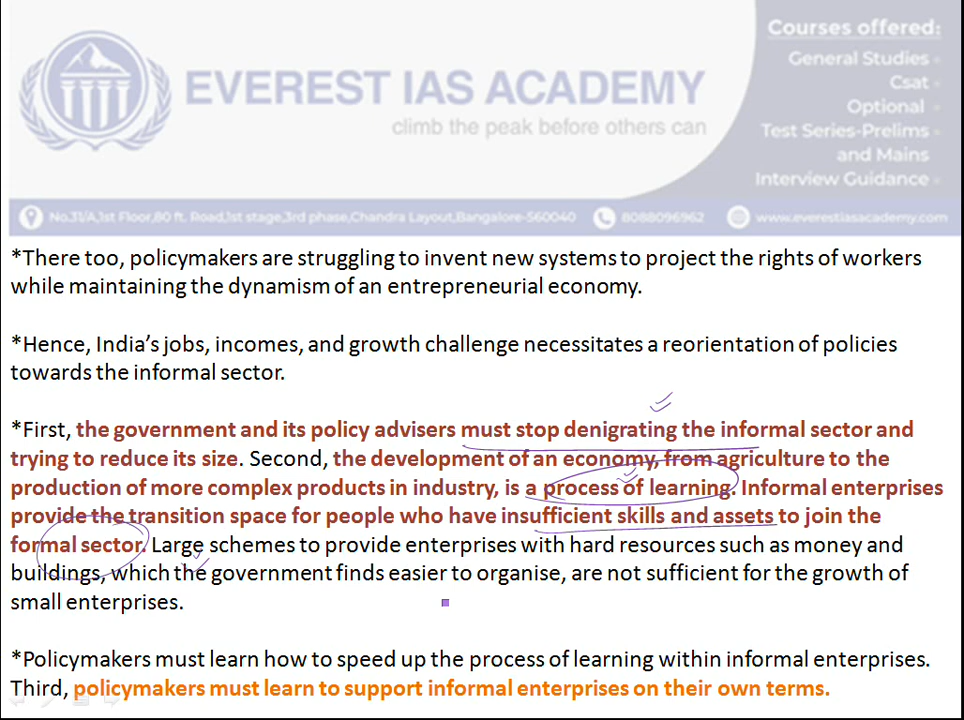 Courses offered:
General Studies
Csat
Optional
Test Series-Prelims
and Mains
Interview Guidance
EVEREST IAS ACADEMY
climb the peak before others can
No.31/A,1st Floor,80 ft. Road,1st stage,3rd phase,Chandra Layout,Bangalore-560040 8088096962 www.everestiasacademy.com
*There too, policymakers are struggling to invent new systems to project the rights of workers
while maintaining the dynamism of an entrepreneurial economy.
*Hence, India’s jobs, incomes, and growth challenge necessitates a reorientation of policies
towards the informal sector.
*First, the government and its policy advisers must stop denigrating the informal sector and
trying to reduce its size. Second, the development of an economy, from agriculture to the
production of more complex products in industry, is a process of learning. Informal enterprises
provide the transition space for people who have insufficient skills and assets to join the
formal sector. Large schemes to provide enterprises with hard resources such as money and
buildings, which the government finds easier to organise, are not sufficient for the growth of
small enterprises.
*Policymakers must learn how to speed up the process of learning within informal enterprises.
Third, policymakers must learn to support informal enterprises on their own terms.